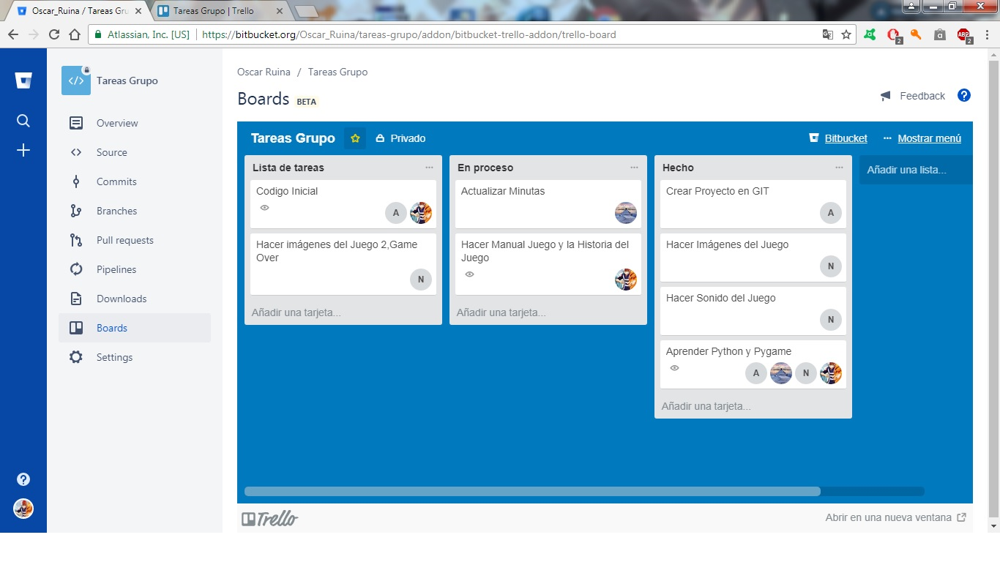 Oscar_Ruina / Tareas Gru
Tareas Grupo | Trello
Atlassian, Inc. [US]
https://bitbucket.org/Oscar_Ruina/tareas-grupo/addon/bitbucket-trello-addon/trello-board
2
ABP
2
Tareas Grupo
Overview
Source
Commits
Branches
Pull requests
Pipelines
Downloads
Boards
Settings
Oscar Ruina / Tareas Grupo
Boards BETA
Feedback
Tareas Grupo
Privado
Bitbucket
Mostrar menú
Lista de tareas
Codigo Inicial
A
Hacer imágenes del Juego 2,Game
Over
N
Añadir una tarjeta...
En proceso
Actualizar Minutas
Hacer Manual Juego y la Historia del
Juego
Añadir una tarjeta...
Hecho
Crear Proyecto en GIT
A
Hacer Imágenes del Juego
N
Hacer Sonido del Juego
N
Aprender Python y Pygame
A N
Añadir una tarjeta...
Añadir una lista...
Trello
Abrir en una nueva ventana